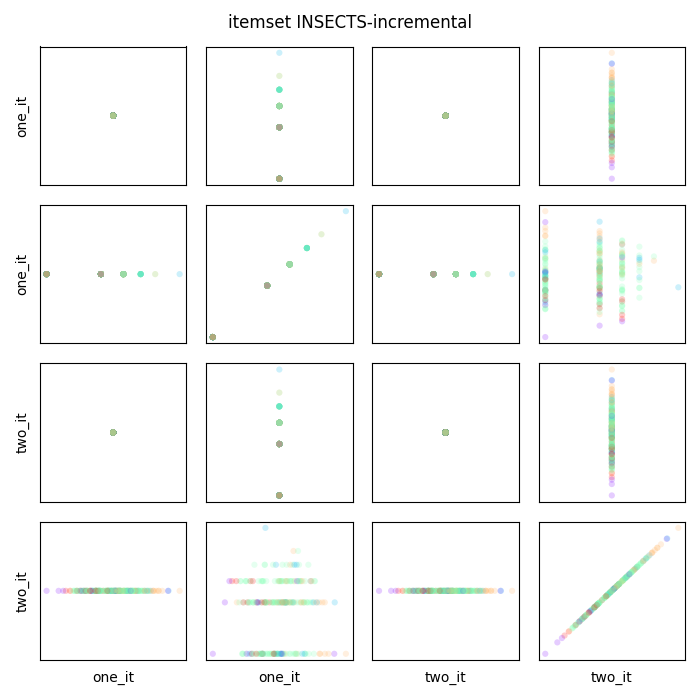 itemset INSECTS-incremental
one_it
one_it
two_it
two_it
one_it one_it two_it two_it